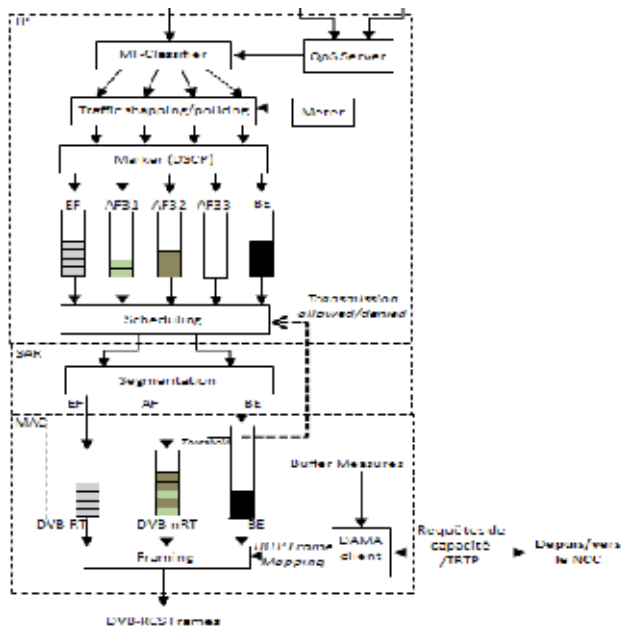 IP
MF-Classifier
QoS Server
Traffic shapping/policing
Meter
Marker (DSCP)
EF
AF31
AF32
AF33
BE
Transmission
allowed/denied
Scheduling
SAR
Segmentation
EF
AF
BE
MAC
Threshold
Buffer Measures
DVB-RT
DVB-nRT
BE
DAMA
client
Requêtes de
capacité
/TBTP
Depuis/vers
le NCC
Framing
Frame
Mapping
DVB-RCS Frames